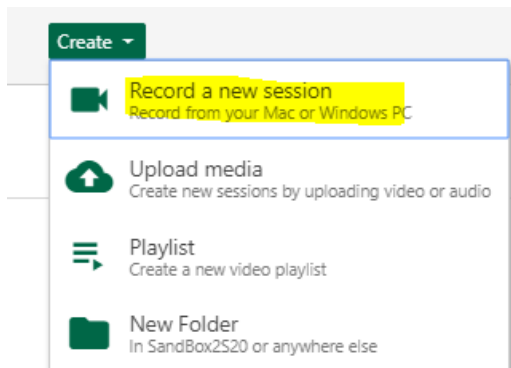 Create
Record a new session
Record from your Mac or Windows PC
Upload media
Create new sessions by uploading video or audio
Playlist
Create a new video playlist
New Folder
In SandBox2S20 or anywhere else